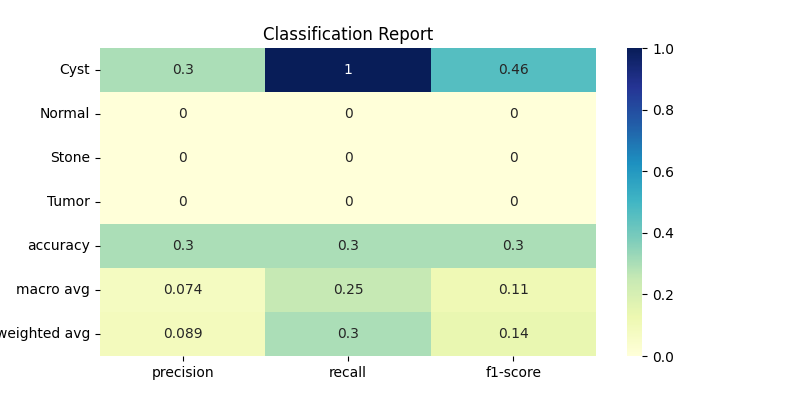 Classification Report
Cyst 0.3 1 0.46
Normal 0 0 0
Stone 0 0 0
Tumor 0 0 0
accuracy 0.3 0.3 0.3
macro avg 0.074 0.25 0.11
weighted avg 0.089 0.3 0.14
precision recall f1-score
1.0
0.8
0.6
0.4
0.2
0.0